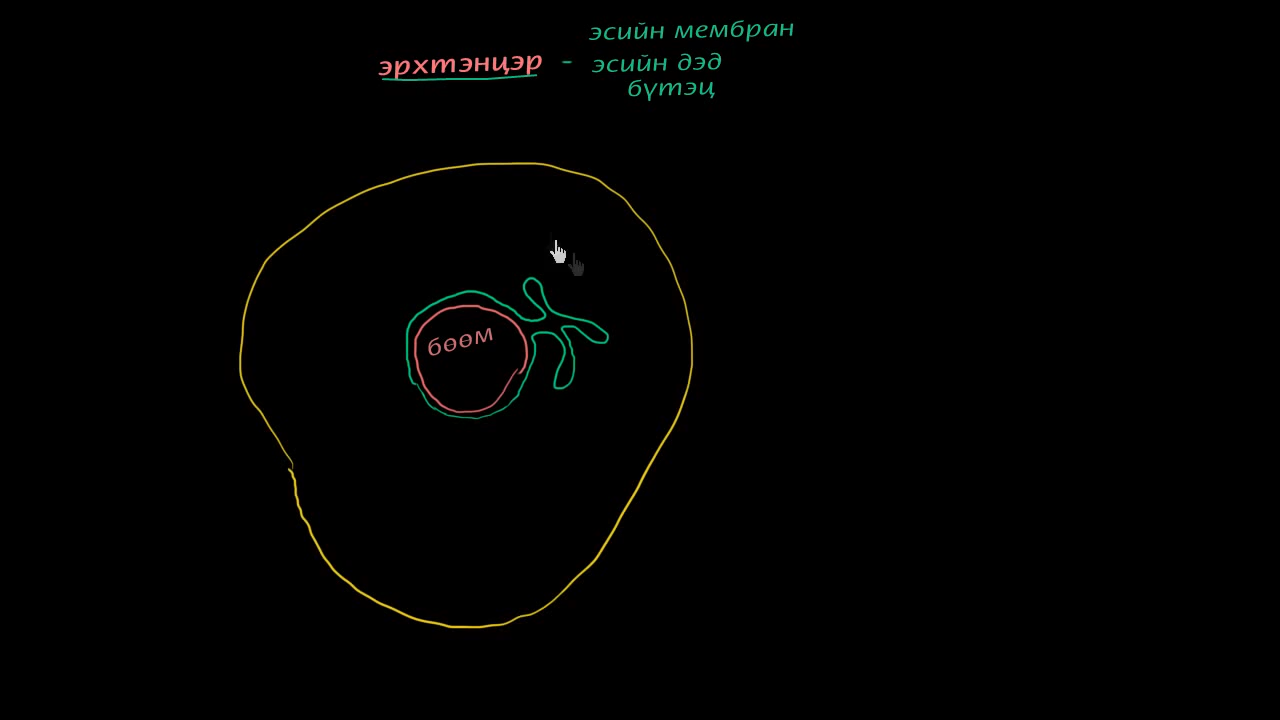 эсийн мембран
эрхтэнцэр - эсийн дэд
бүтэц
бөөм